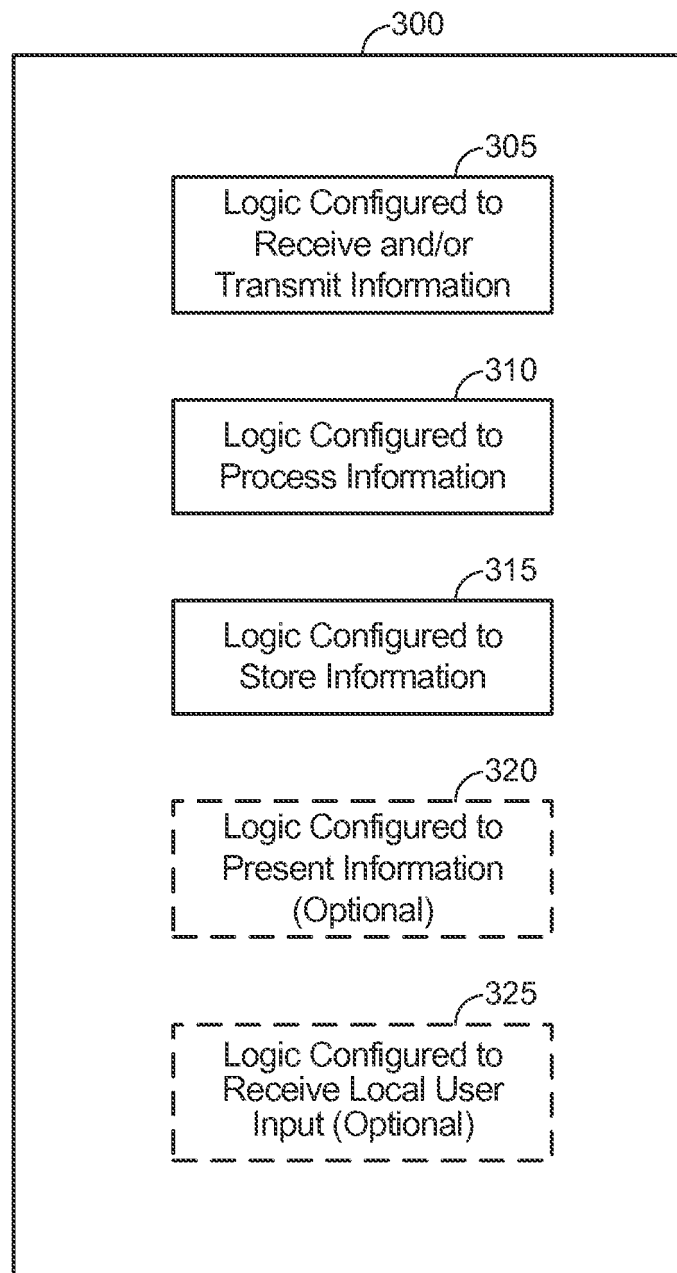 300
305
Logic Configured to
Receive and/or
Transmit Information
310
Logic Configured to
Process Information
315
Logic Configured to
Store Information
320
Logic Configured to
Present Information
(Optional)
325
Logic Configured to
Receive Local User
Input (Optional)